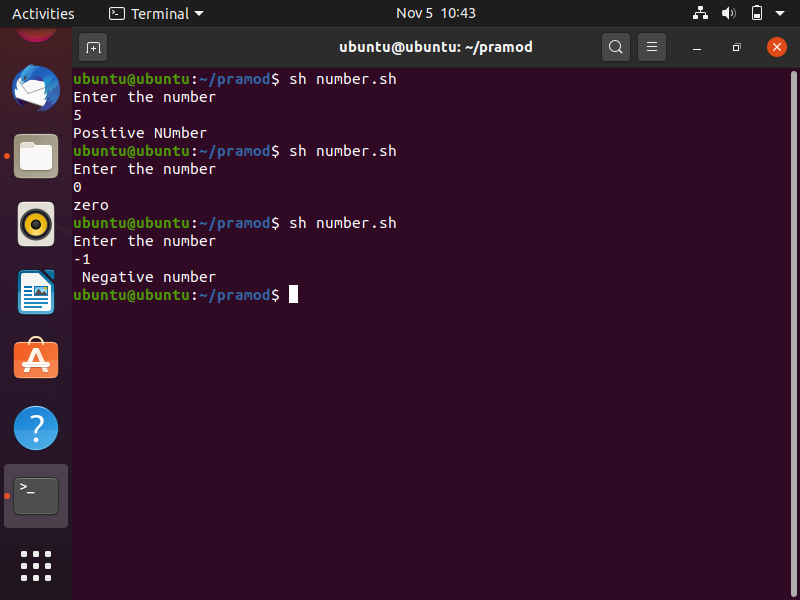 Activities Terminal Nov 5 10:43
ubuntu@ubuntu: ~/pramod
ubuntu@ubuntu:~/pramod$ sh number.sh
Enter the number
5
Positive NUmber
ubuntu@ubuntu:~/pramod$ sh number.sh
Enter the number
0
zero
ubuntu@ubuntu:~/pramod$ sh number.sh
Enter the number
-1
 Negative number
ubuntu@ubuntu:~/pramod$